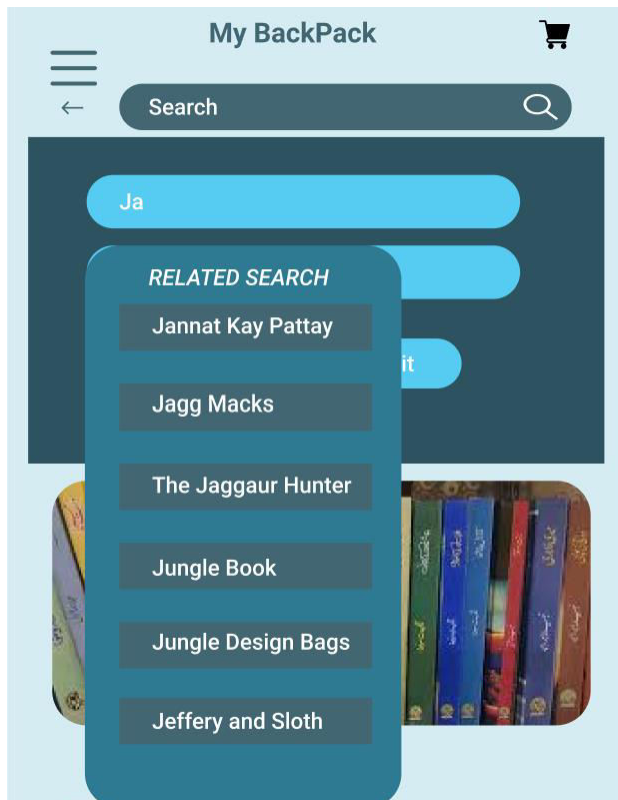 My BackPack
Search
Ja
RELATED SEARCH
Jannat Kay Pattay
it
Jagg Macks
The Jaggaur Hunter
Jungle Book
Jungle Design Bags
Jeffery and Sloth